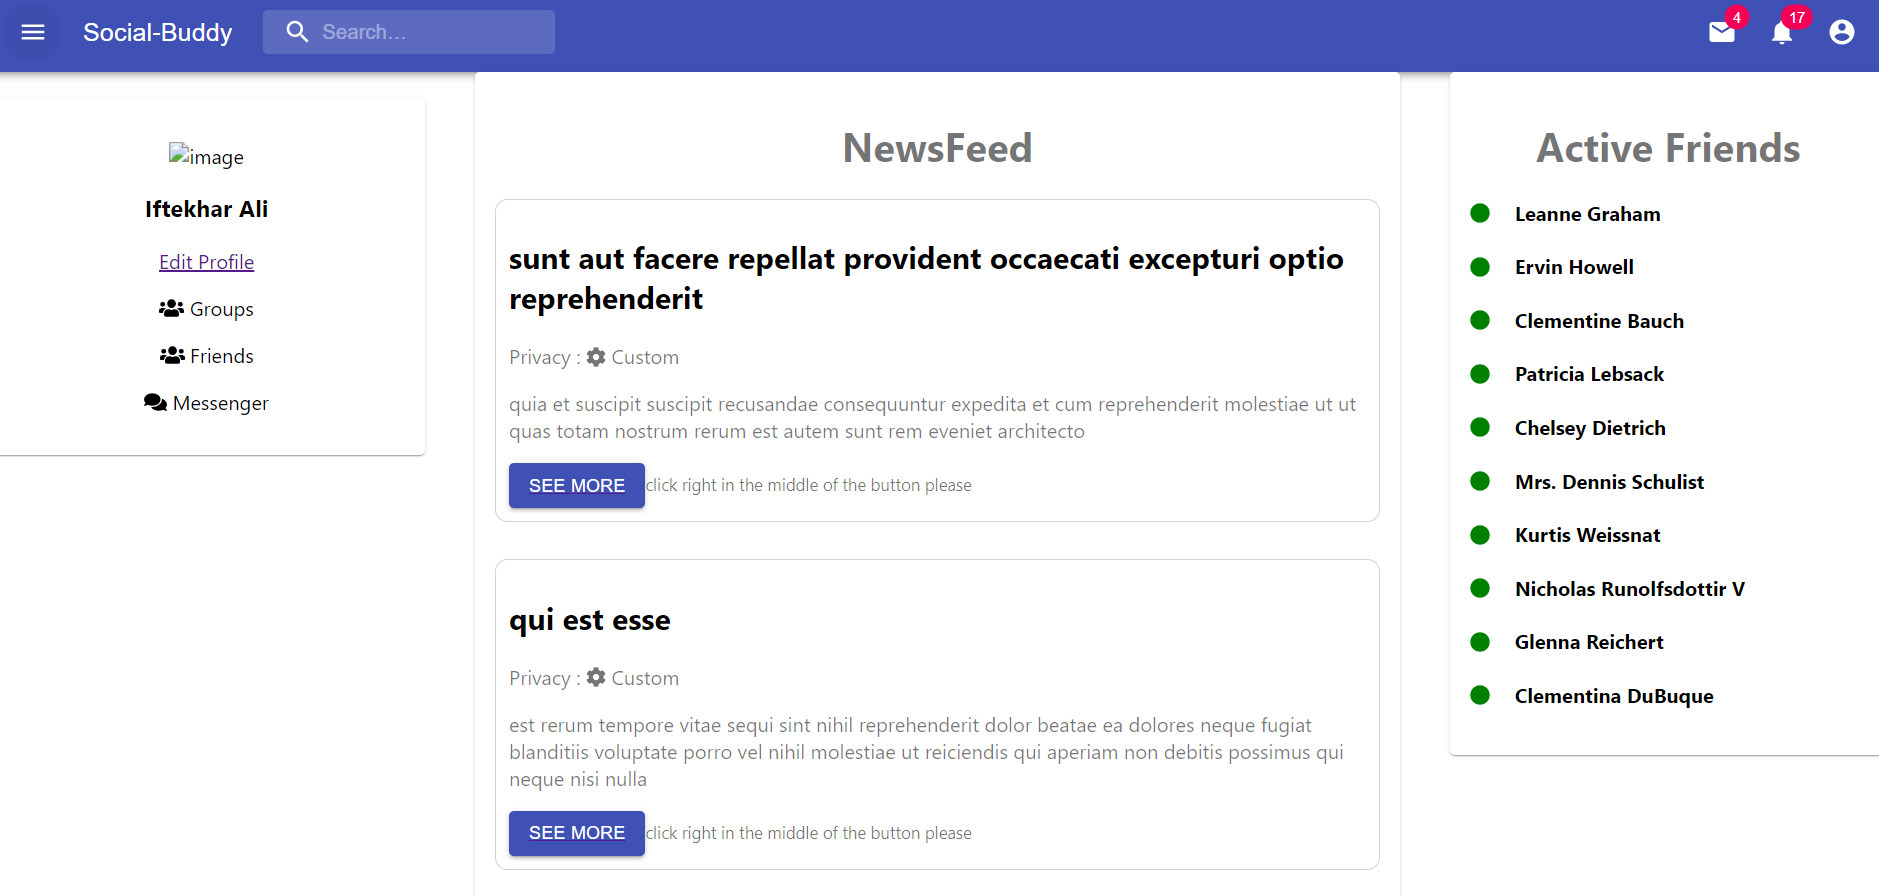 Social-Buddy
Search...
4
17
image
Iftekhar Ali
Edit Profile
Groups
Friends
Messenger
NewsFeed
sunt aut facere repellat provident occaecati excepturi optio
reprehenderit
Privacy : Custom
quia et suscipit suscipit recusandae consequuntur expedita et cum reprehenderit molestiae ut ut
quas totam nostrum rerum est autem sunt rem eveniet architecto
SEE MORE click right in the middle of the button please
qui est esse
Privacy : Custom
est rerum tempore vitae sequi sint nihil reprehenderit dolor beatae ea dolores neque fugiat
blanditiis voluptate porro vel nihil molestiae ut reiciendis qui aperiam non debitis possimus qui
neque nisi nulla
SEE MORE click right in the middle of the button please
Active Friends
Leanne Graham
Ervin Howell
Clementine Bauch
Patricia Lebsack
Chelsey Dietrich
Mrs. Dennis Schulist
Kurtis Weissnat
Nicholas Runolfsdottir V
Glenna Reichert
Clementina DuBuque